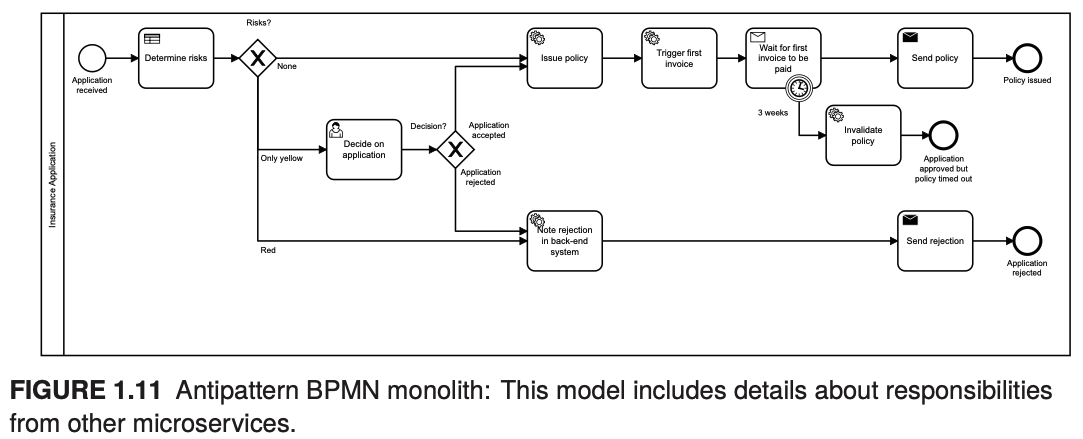 Risks?
Insurance Application
Application
received
Determine risks
None
Issue policy
Trigger first
invoice
Wait for first
invoice to be
paid
Send policy
Policy issued
3 weeks
Invalidate
policy
Application
approved but
policy timed out
Only yellow
Decide on
application
Decision?
Application
accepted
Application
rejected
Red
Note rejection
in back-end
system
Send rejection
Application
rejected
FIGURE 1.11 Antipattern BPMN monolith: This model includes details about responsibilities
from other microservices.